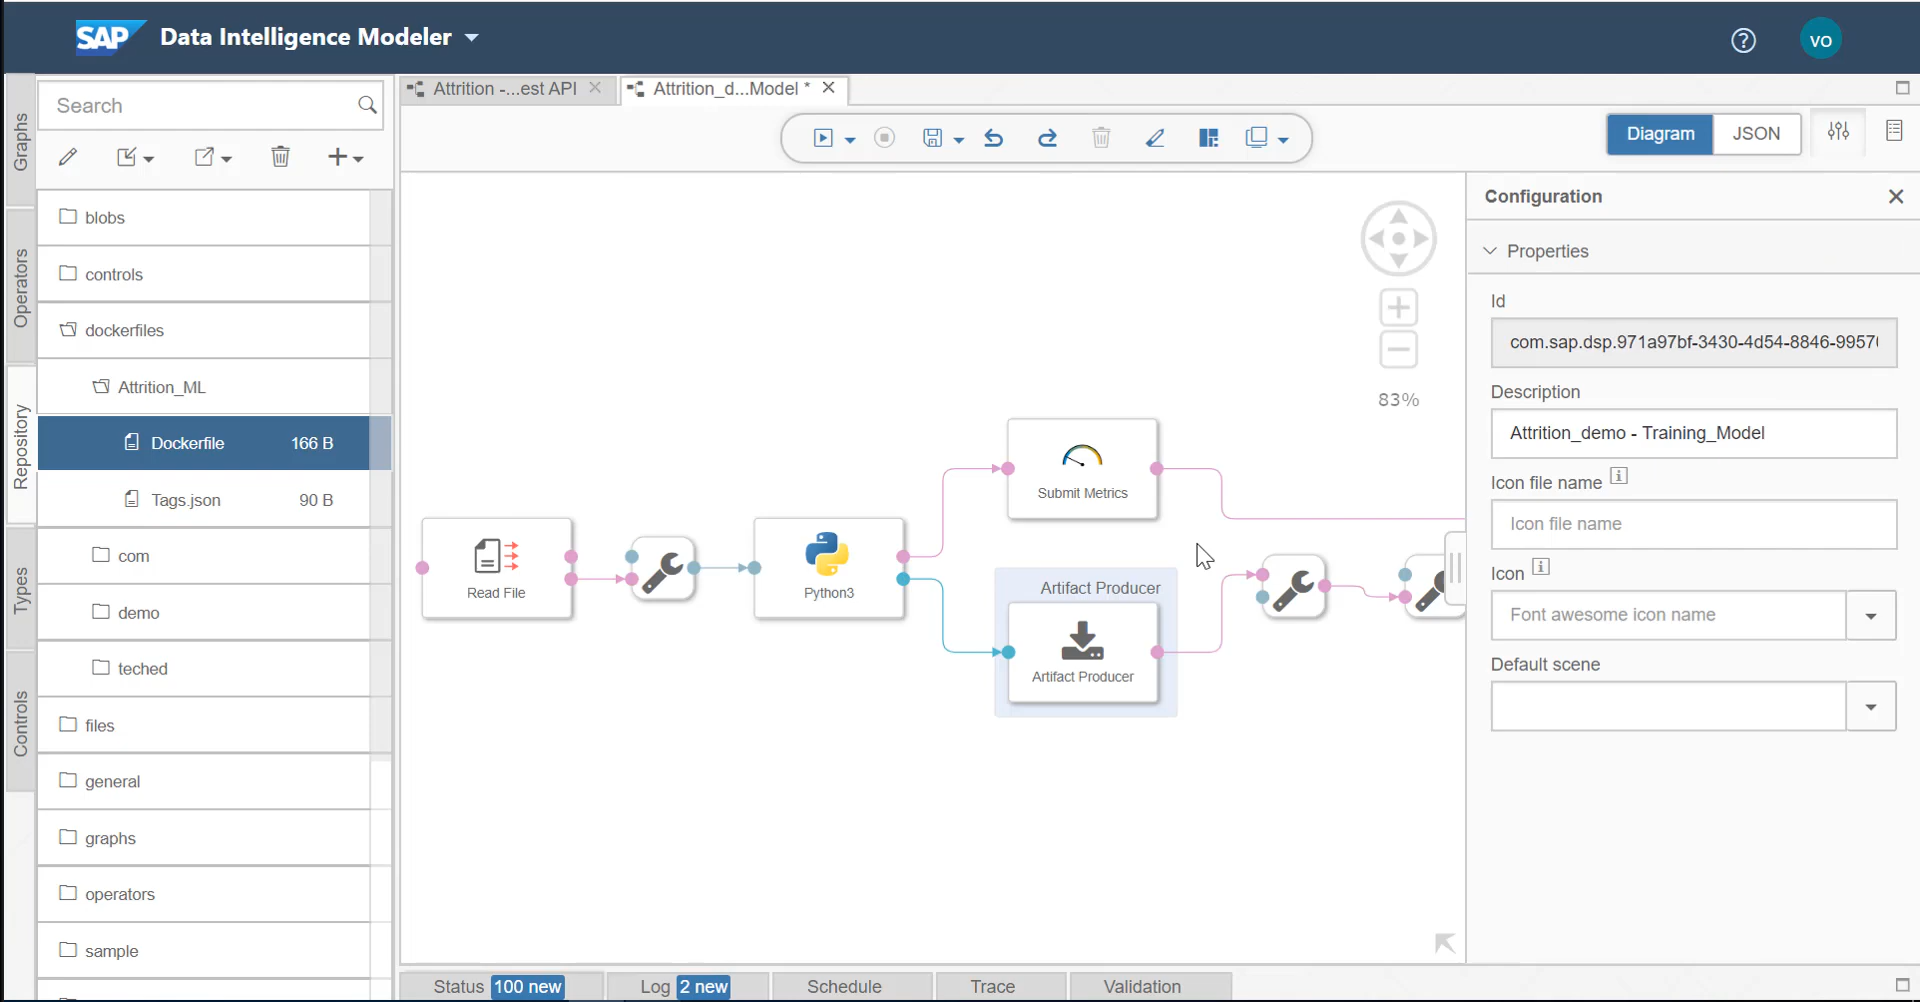 SAP Data Intelligence Modeler
VO
Graphs
Operators
Repository
Types
Controls
Search
blobs
controls
dockerfiles
Attrition_ML
Dockerfile 166 B
Tags.json 90 B
com
demo
teched
files
general
graphs
operators
sample
Attrition -...est API
Attrition_d...Model *
Diagram
JSON
83%
Read File
Python3
Submit Metrics
Artifact Producer
Artifact Producer
Configuration
Properties
Id
com.sap.dsp.971a97bf-3430-4d54-8846-9957
Description
Attrition_demo - Training_Model
Icon file name
Icon file name
Icon
Font awesome icon name
Default scene
Status 100 new
Log 2 new
Schedule
Trace
Validation